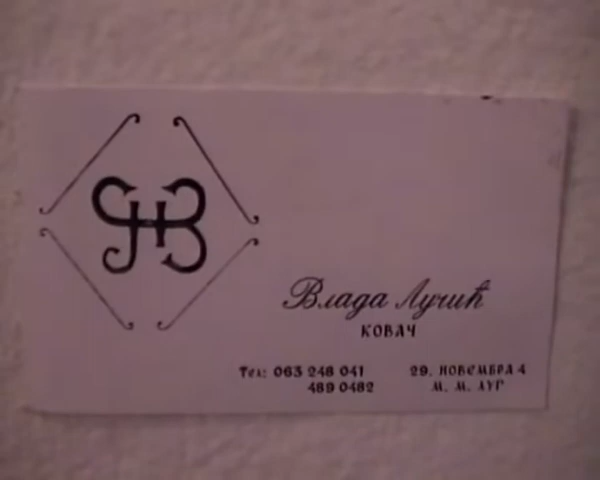 Влада Лучић
КОВАЧ
Тел: 063 248 041
489 0482
29. НОВЕМБРА 4
М. М. ЛУГ